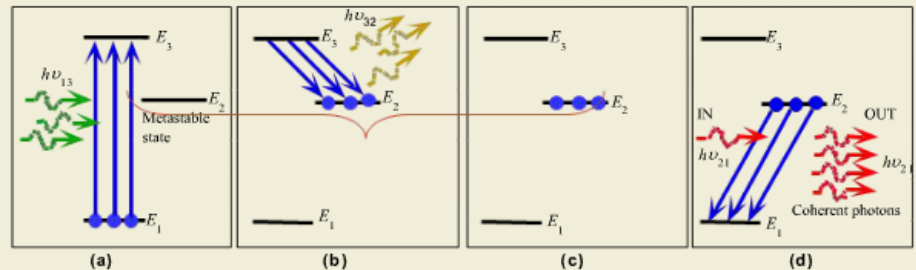 E₃
hυ₁₃
E₂
Metastable
state
E₁
(a)
hυ₃₂
E₃
E₂
E₁
(b)
E₃
E₂
E₁
(c)
E₃
E₂
IN
OUT
hυ₂₁
hυ₂₁
Coherent photons
E₁
(d)